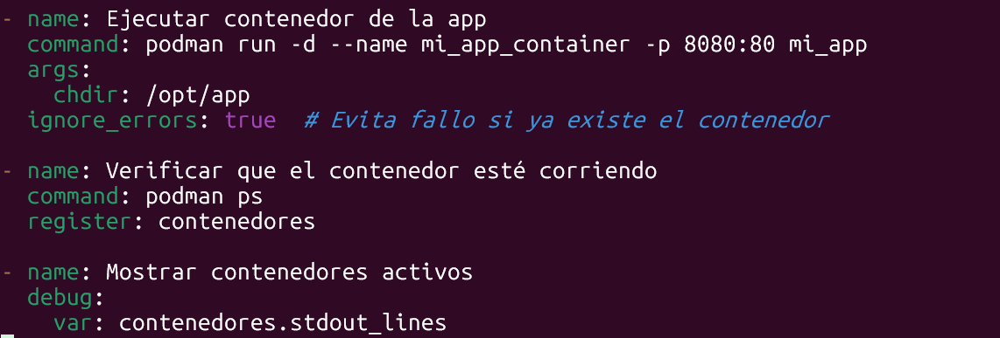 - name: Ejecutar contenedor de la app
  command: podman run -d --name mi_app_container -p 8080:80 mi_app
  args:
    chdir: /opt/app
  ignore_errors: true  # Evita fallo si ya existe el contenedor

- name: Verificar que el contenedor esté corriendo
  command: podman ps
  register: contenedores

- name: Mostrar contenedores activos
  debug:
    var: contenedores.stdout_lines